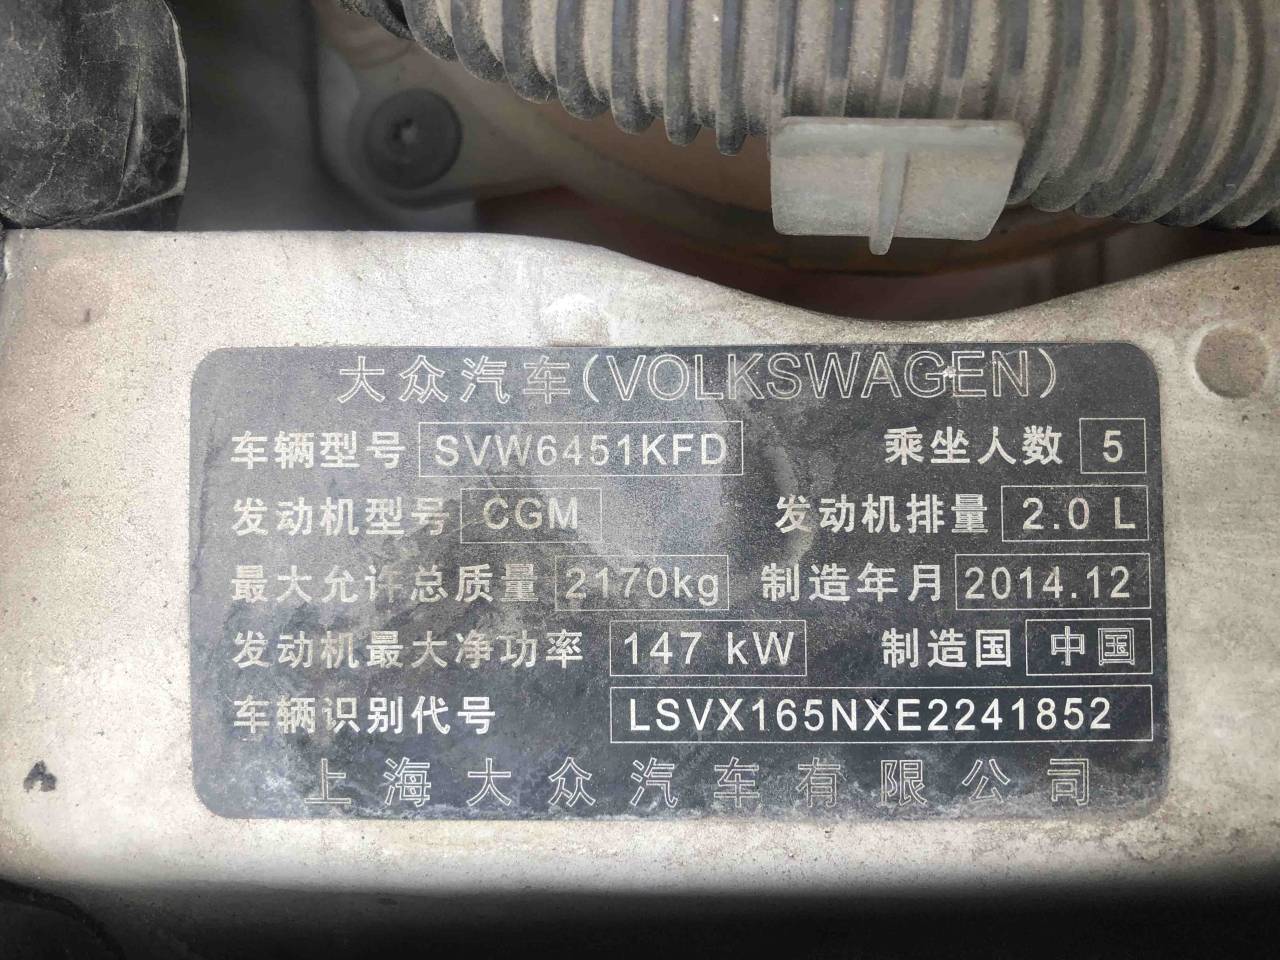 大众汽车(VOLKSWAGEN)
车辆型号 SVW6451KFD 乘坐人数 5
发动机型号 CGM 发动机排量 2.0 L
最大允许总质量 2170kg 制造年月 2014.12
发动机最大净功率 147 kW 制造国 中国
车辆识别代号 LSVX165NXE2241852
上海大众汽车有限公司